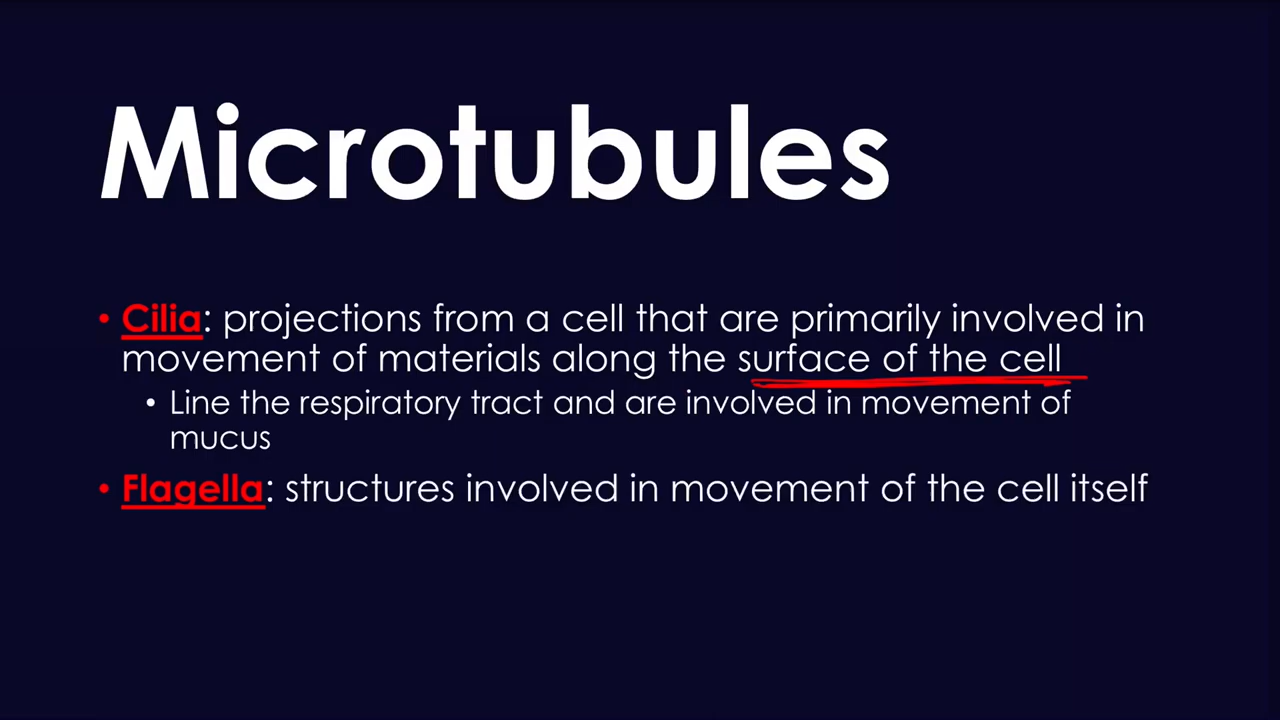 Microtubules
• Cilia: projections from a cell that are primarily involved in
movement of materials along the surface of the cell
• Line the respiratory tract and are involved in movement of
mucus
• Flagella: structures involved in movement of the cell itself